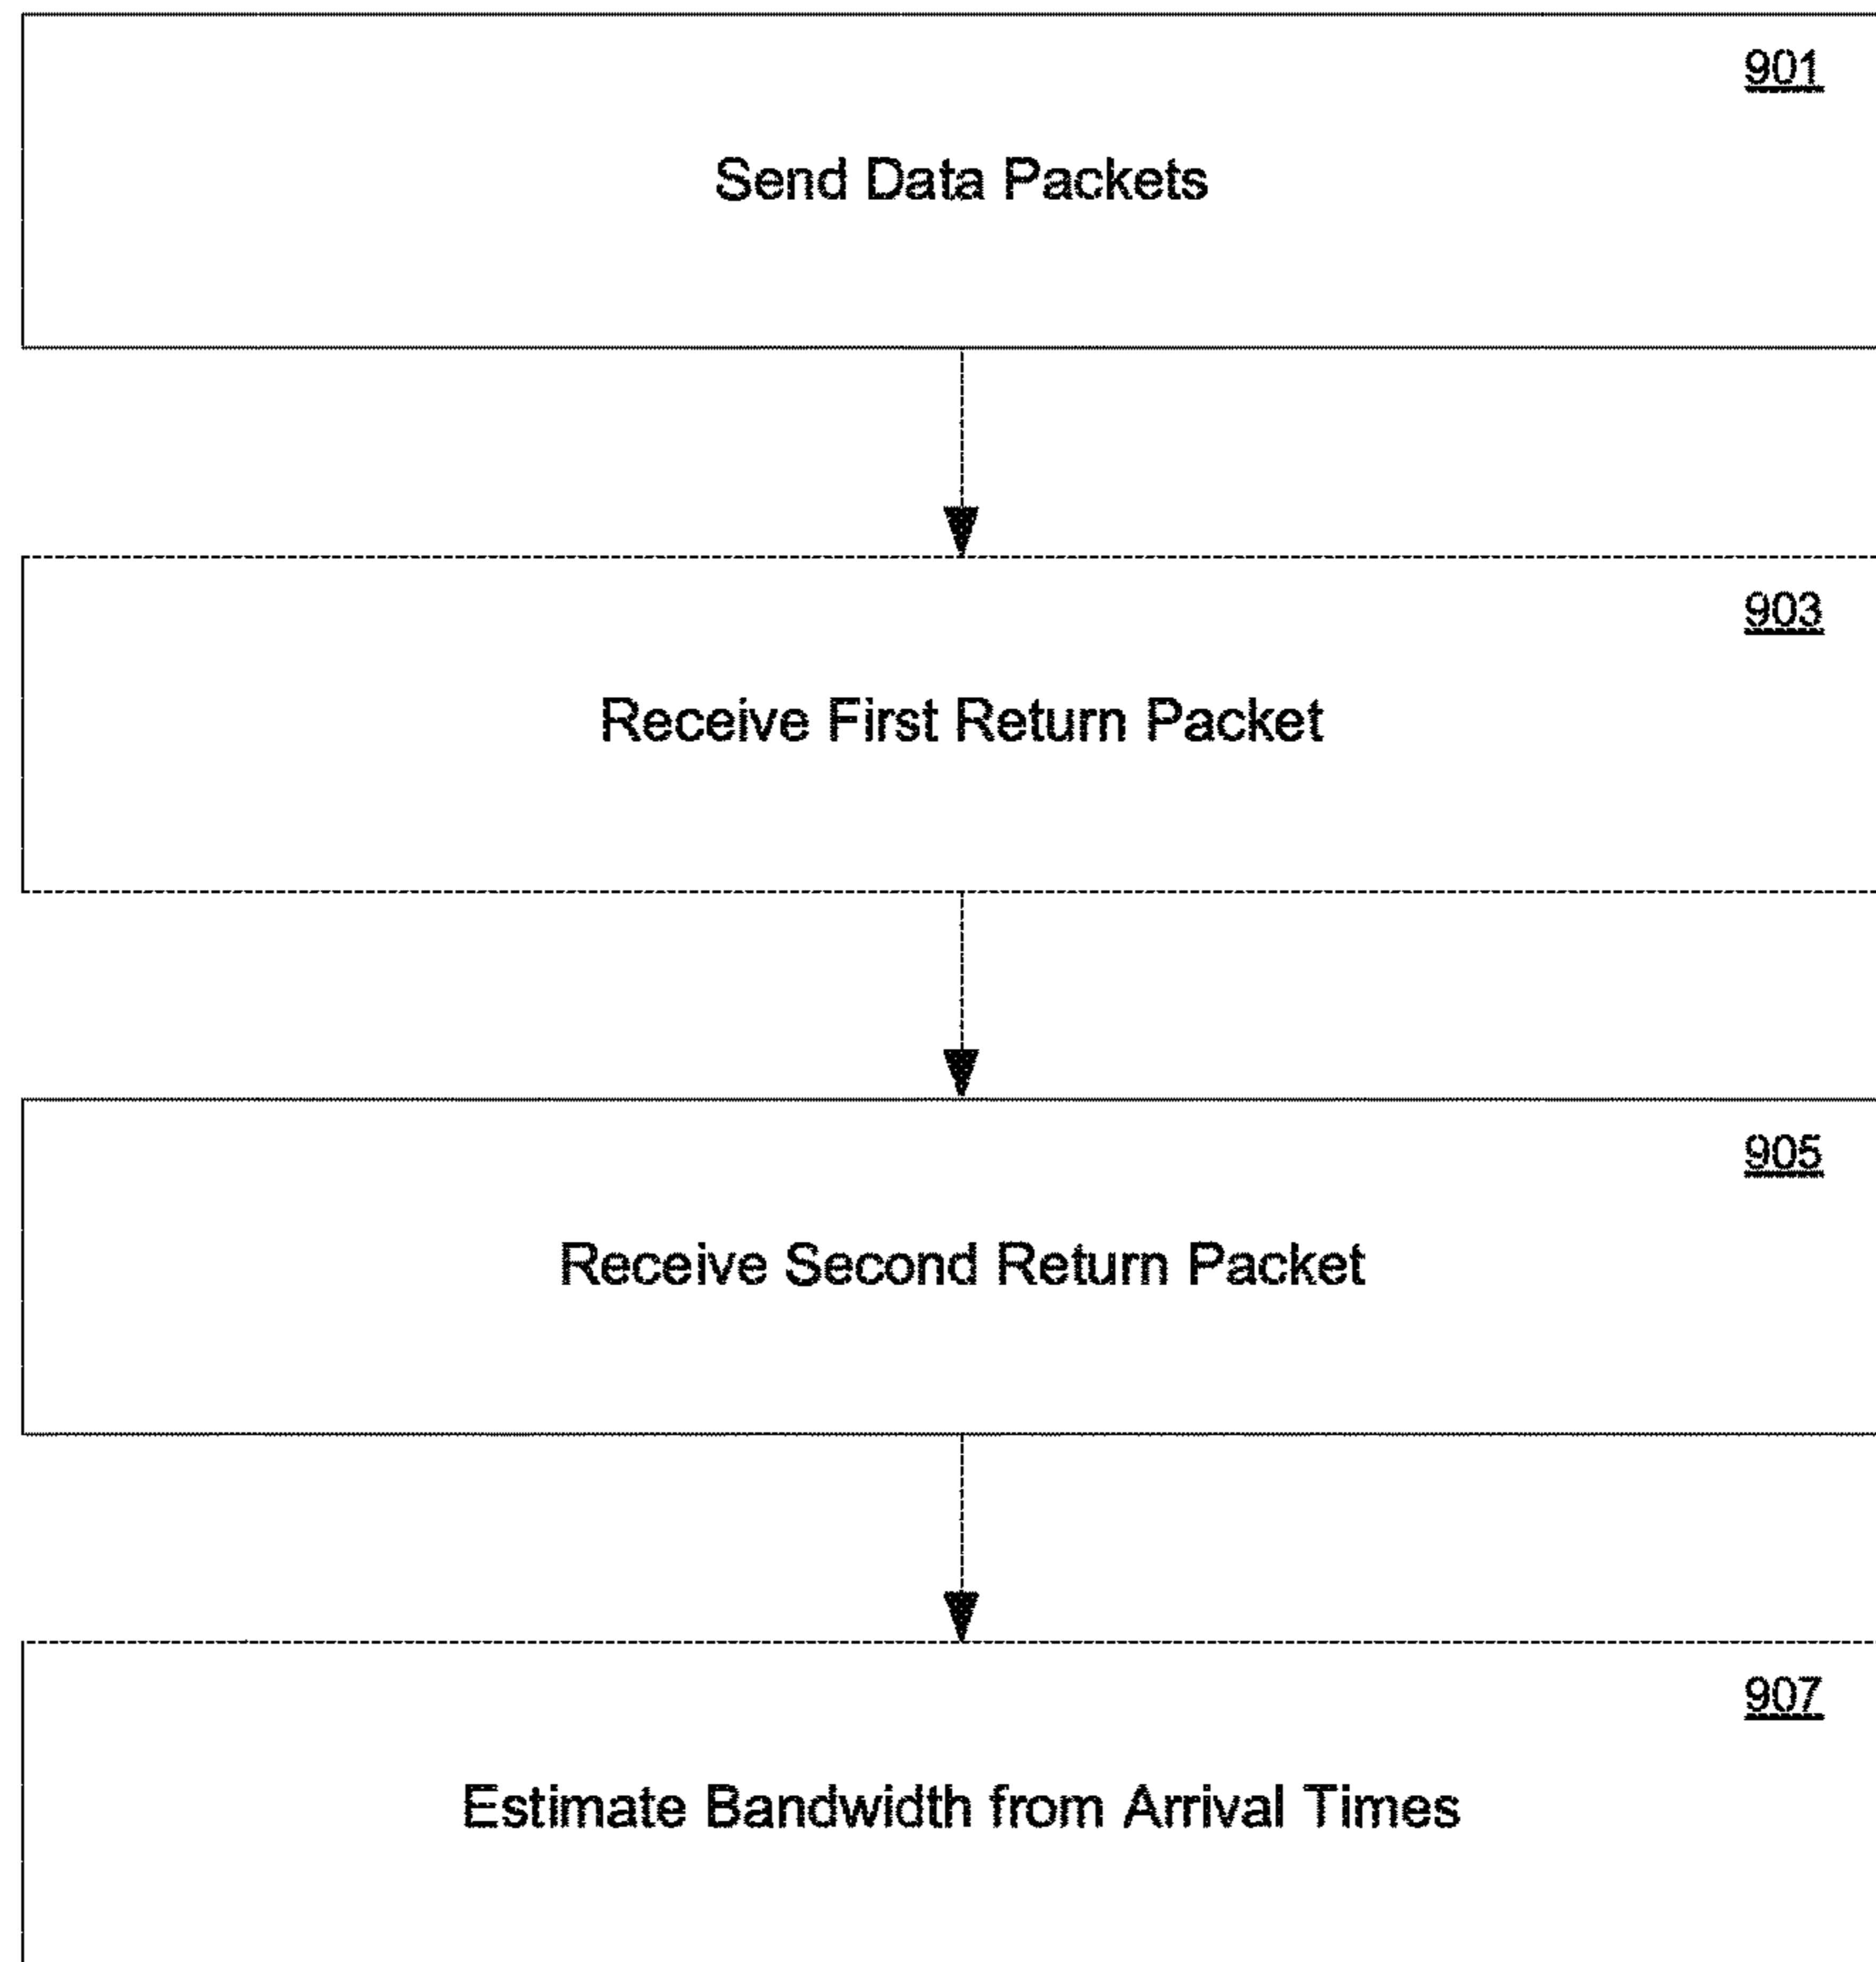 901
Send Data Packets
903
Receive First Return Packet
905
Receive Second Return Packet
907
Estimate Bandwidth from Arrival Times